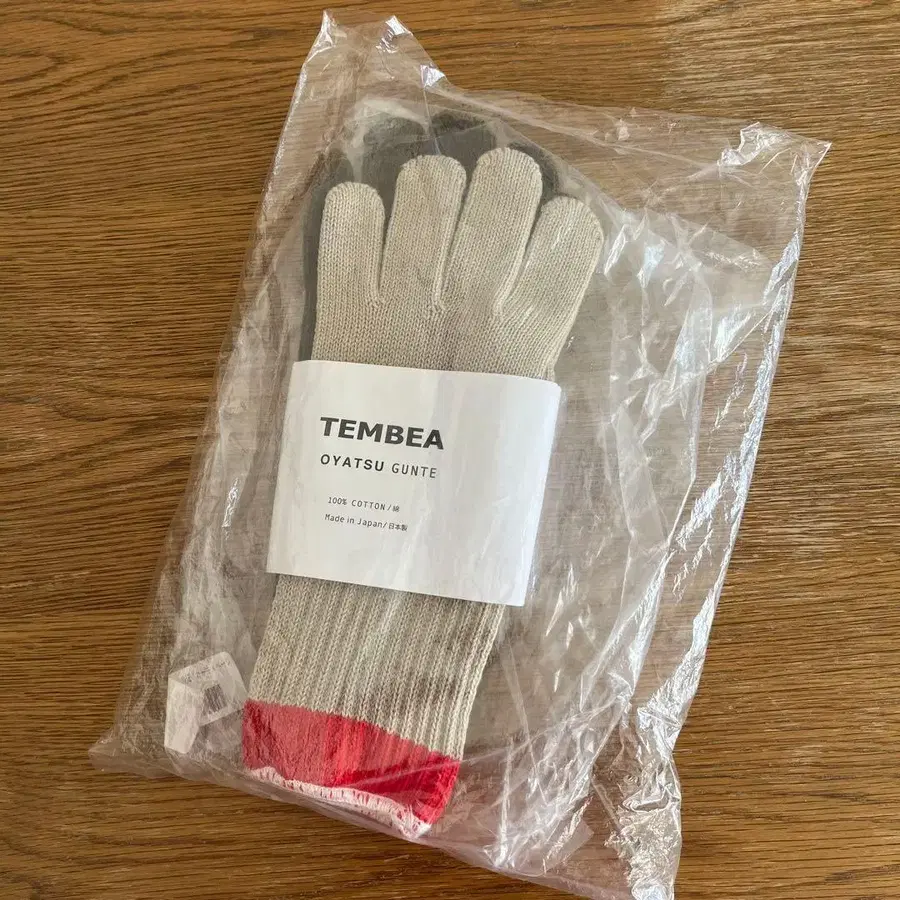 TEMBEA
OYATSU GUNTE
100% COTTON/綿
Made in Japan/日本製